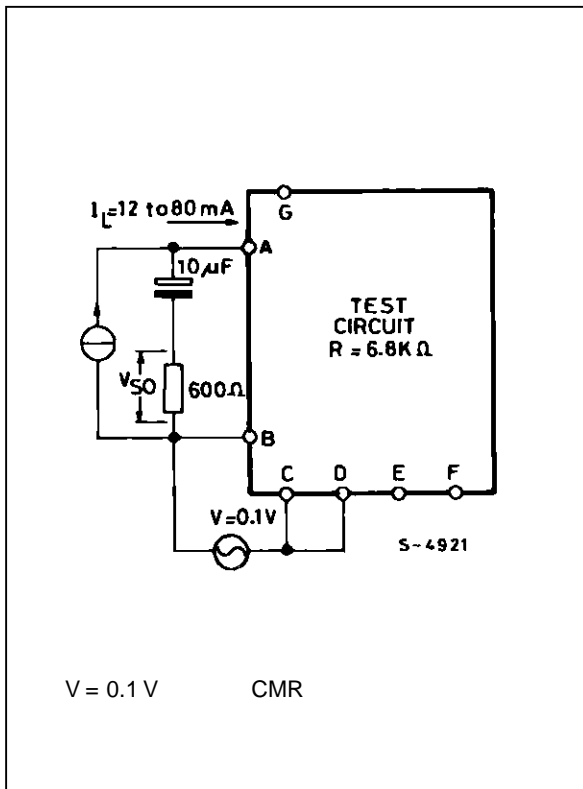 I_L=12 to 80 mA
G
A
10 µF
TEST
CIRCUIT
R = 6.8K Ω
V_SO
600Ω
B
C D E F
V=0.1V
S-4921
V = 0.1 V CMR